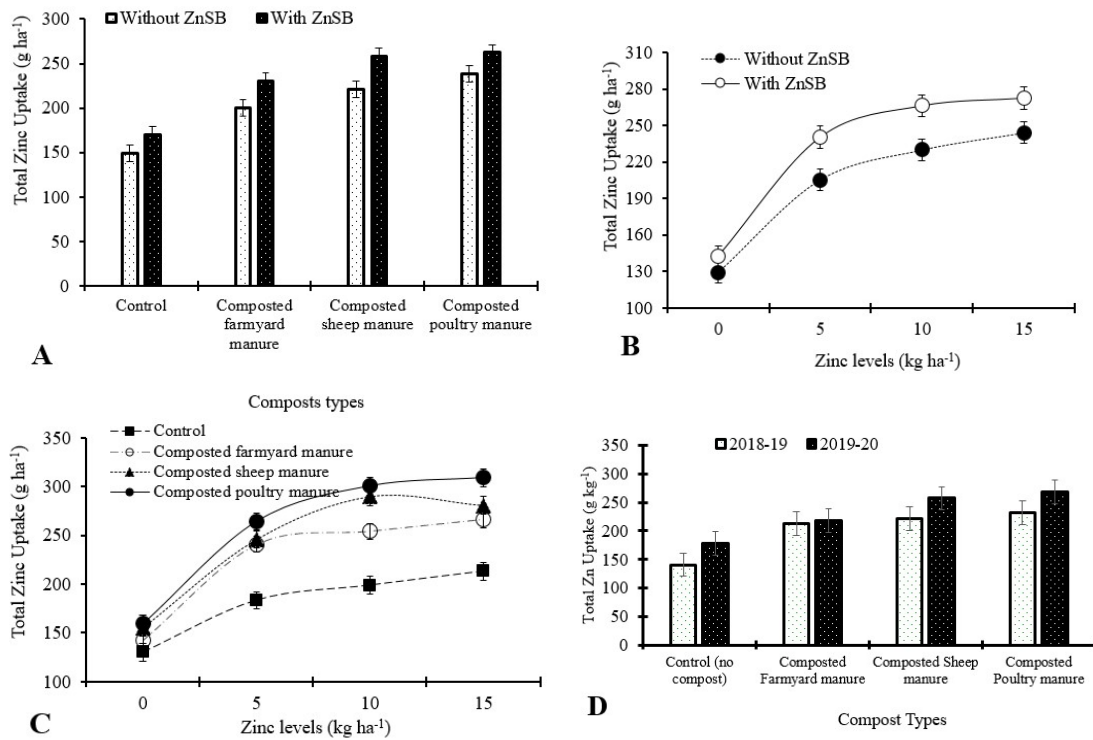 Without ZnSB
With ZnSB
Total Zinc Uptake (g ha⁻¹)
300
250
200
150
100
50
0
Control
Composted farmyard manure
Composted sheep manure
Composted poultry manure
A
Composts types
Without ZnSB
With ZnSB
Total Zinc Uptake (g ha⁻¹)
310
280
250
220
190
160
130
100
0
5
10
15
Zinc levels (kg ha⁻¹)
B
Control
Composted farmyard manure
Composted sheep manure
Composted poultry manure
Total Zinc Uptake (g ha⁻¹)
350
300
250
200
150
100
0
5
10
15
Zinc levels (kg ha⁻¹)
C
2018-19
2019-20
Total Zn Uptake (g kg⁻¹)
400
350
300
250
200
150
100
50
0
Control (no compost)
Composted Farmyard manure
Composted Sheep manure
Composted Poultry manure
D
Compost Types